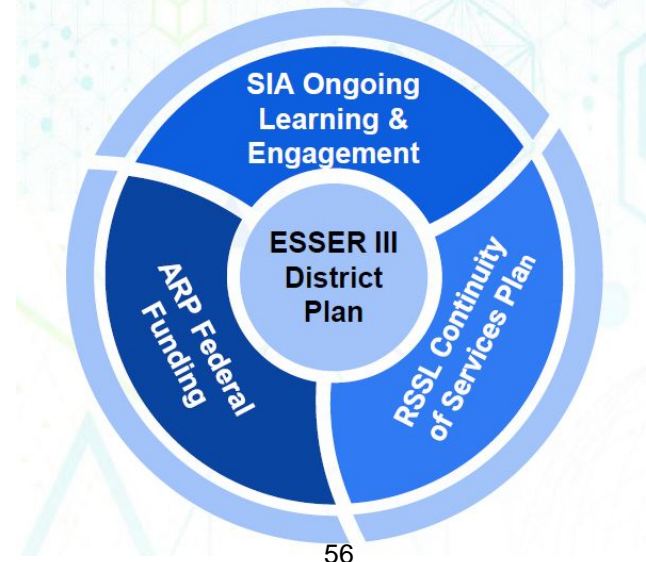 SIA Ongoing
Learning &
Engagement
ESSER III
District
Plan
ARP Federal
Funding
RSSL Continuity
of Services Plan
56